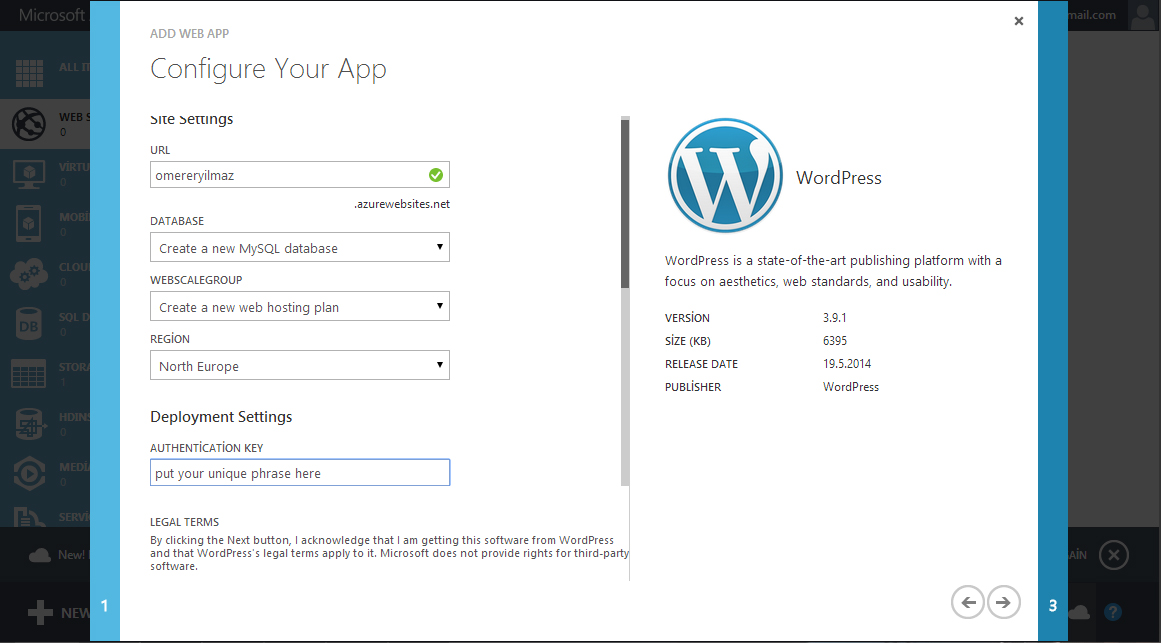 Microsoft
mail.com
ALL
WEB S
0
VİRTU
0
MOBİ
0
CLOU
0
SQL D
0
STORA
1
HDINS
0
MEDİA
0
SERVİ
New!
NEW
1
ADD WEB APP
Configure Your App
Site Settings
URL
omereryilmaz
.azurewebsites.net
DATABASE
Create a new MySQL database
WEBSCALEGROUP
Create a new web hosting plan
REGİON
North Europe
Deployment Settings
AUTHENTİCATİON KEY
put your unique phrase here
LEGAL TERMS
By clicking the Next button, I acknowledge that I am getting this software from WordPress
and that WordPress's legal terms apply to it. Microsoft does not provide rights for third-party
software.
WordPress
WordPress is a state-of-the-art publishing platform with a
focus on aesthetics, web standards, and usability.
VERSİON 3.9.1
SİZE (KB) 6395
RELEASE DATE 19.5.2014
PUBLİSHER WordPress
AİN
3